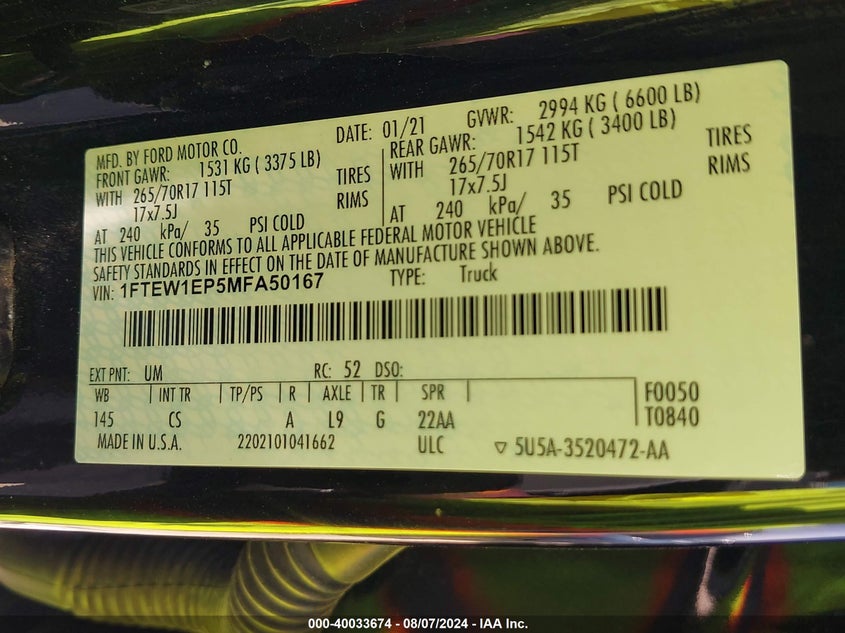 MFD. BY FORD MOTOR CO. DATE: 01/21 GVWR: 2994 KG ( 6600 LB)
FRONT GAWR: 1531 KG ( 3375 LB) REAR GAWR: 1542 KG ( 3400 LB)
WITH 265/70R17 115T TIRES WITH 265/70R17 115T TIRES
17x7.5J RIMS 17x7.5J RIMS
AT 240 kPa/ 35 PSI COLD AT 240 kPa/ 35 PSI COLD
THIS VEHICLE CONFORMS TO ALL APPLICABLE FEDERAL MOTOR VEHICLE
SAFETY STANDARDS IN EFFECT ON THE DATE OF MANUFACTURE SHOWN ABOVE.
VIN: 1FTEW1EP5MFA50167 TYPE: Truck
EXT PNT: UM RC: 52 DSO:
WB INT TR TP/PS R AXLE TR SPR F0050
145 CS A L9 G 22AA T0840
MADE IN U.S.A. 2202101041662 ULC ▽ 5U5A-3520472-AA
000-40033674 - 08/07/2024 - IAA Inc.